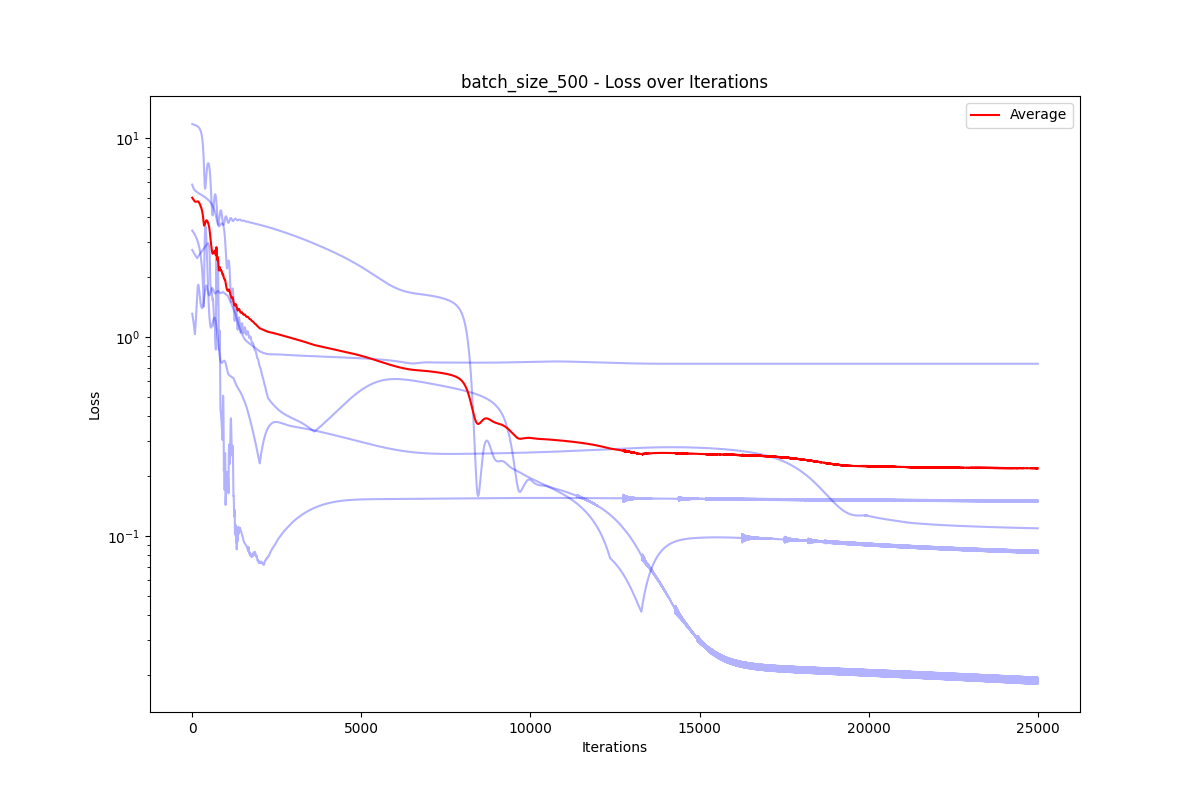 batch_size_500 - Loss over Iterations
Average
10¹
10⁰
10⁻¹
Loss
0 5000 10000 15000 20000 25000
Iterations